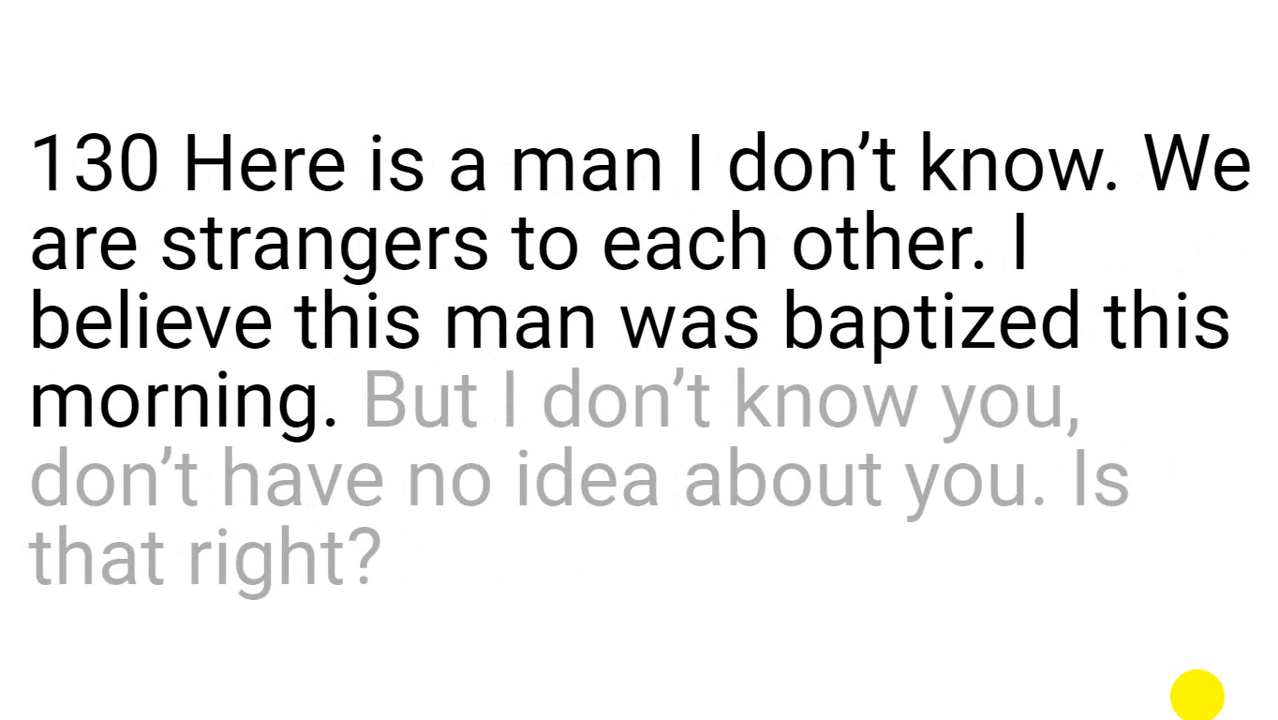 130 Here is a man I don’t know. We
are strangers to each other. I
believe this man was baptized this
morning. But I don’t know you,
don’t have no idea about you. Is
that right?